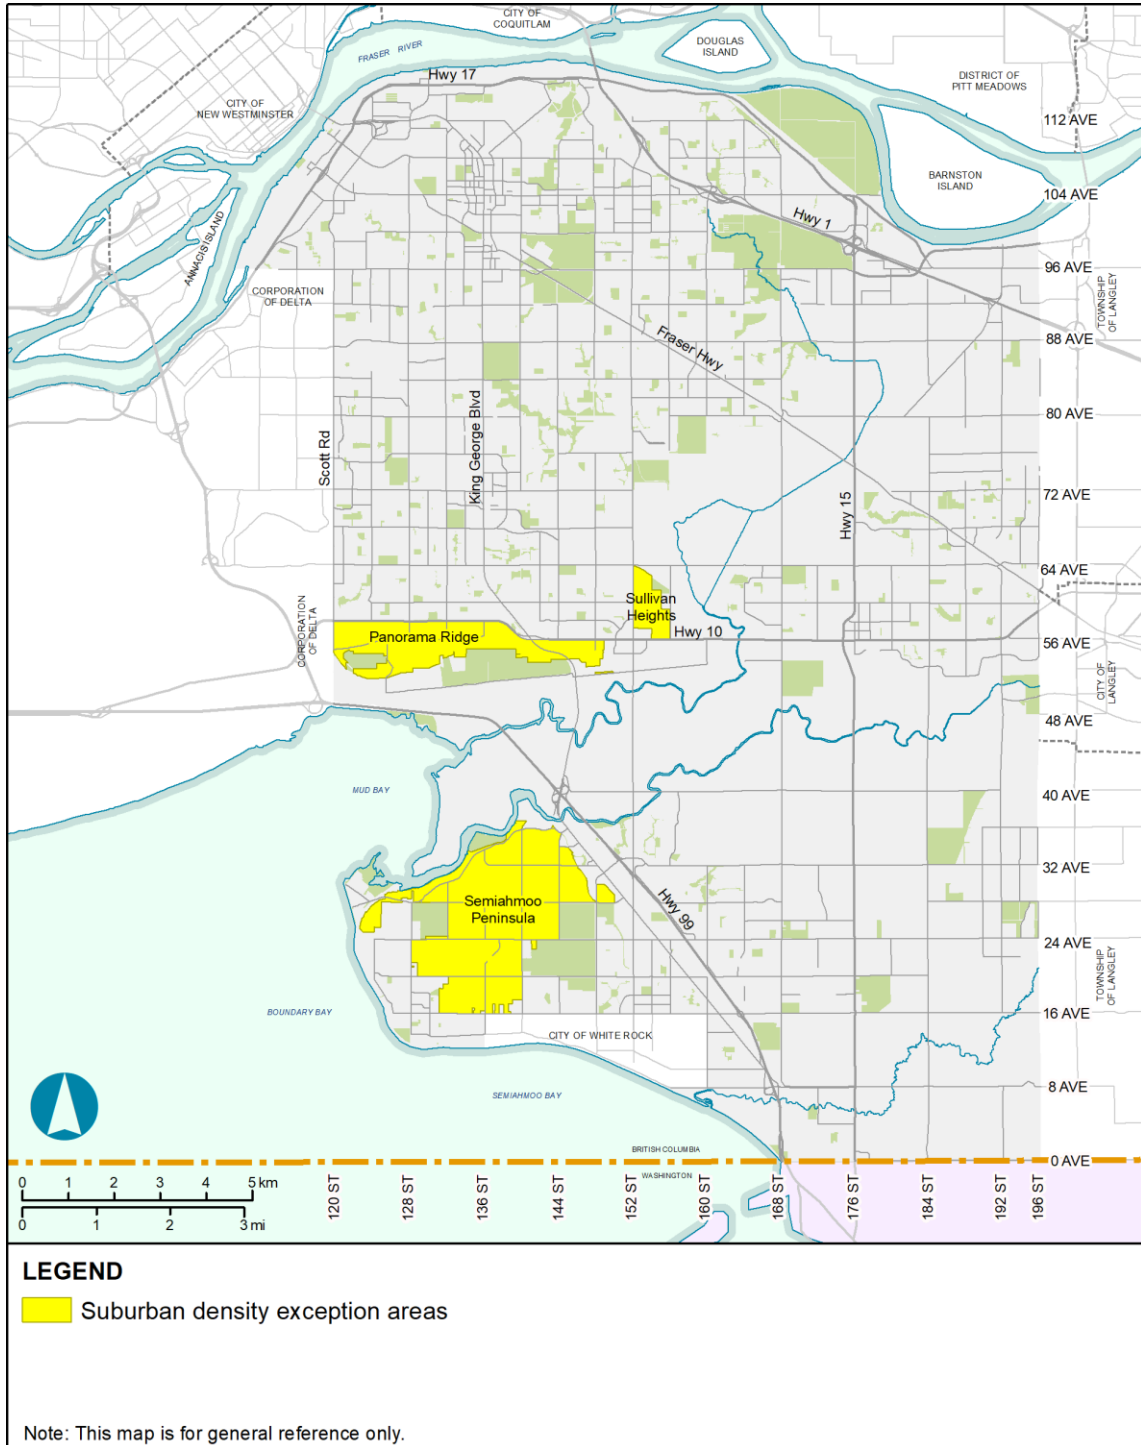 CITY OF
COQUITLAM
DOUGLAS
ISLAND
FRASER RIVER
Hwy 17
DISTRICT OF
PITT MEADOWS
CITY OF
NEW WESTMINSTER
112 AVE
BARNSTON
ISLAND
104 AVE
Hwy 1
ANNACIS ISLAND
96 AVE
CORPORATION
OF DELTA
TOWNSHIP
OF LANGLEY
88 AVE
Fraser Hwy
80 AVE
Scott Rd
King George Blvd
72 AVE
Hwy 15
64 AVE
Sullivan
Heights
Hwy 10
Panorama Ridge
56 AVE
CORPORATION
OF DELTA
CITY OF
LANGLEY
48 AVE
MUD BAY
40 AVE
32 AVE
Semiahmoo
Peninsula
Hwy 99
24 AVE
TOWNSHIP
OF LANGLEY
BOUNDARY BAY
16 AVE
CITY OF WHITE ROCK
8 AVE
SEMIAHMOO BAY
BRITISH COLUMBIA
0 AVE
WASHINGTON
0 1 2 3 4 5 km
0 1 2 3 mi
120 ST
128 ST
136 ST
144 ST
152 ST
160 ST
168 ST
176 ST
184 ST
192 ST
196 ST
LEGEND
Suburban density exception areas
Note: This map is for general reference only.